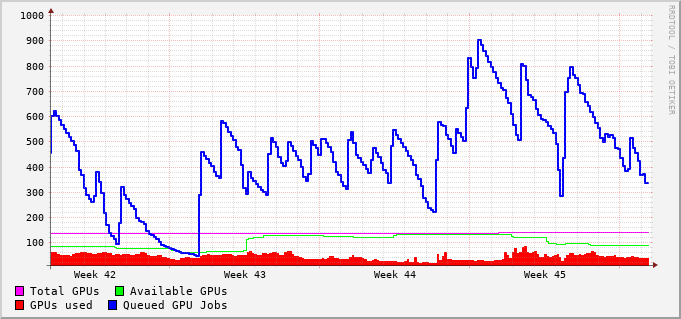 1000
900
800
700
600
500
400
300
200
100
Week 42 Week 43 Week 44 Week 45
RRDTOOL / TOBI OETIKER
Total GPUs Available GPUs
GPUs used Queued GPU Jobs